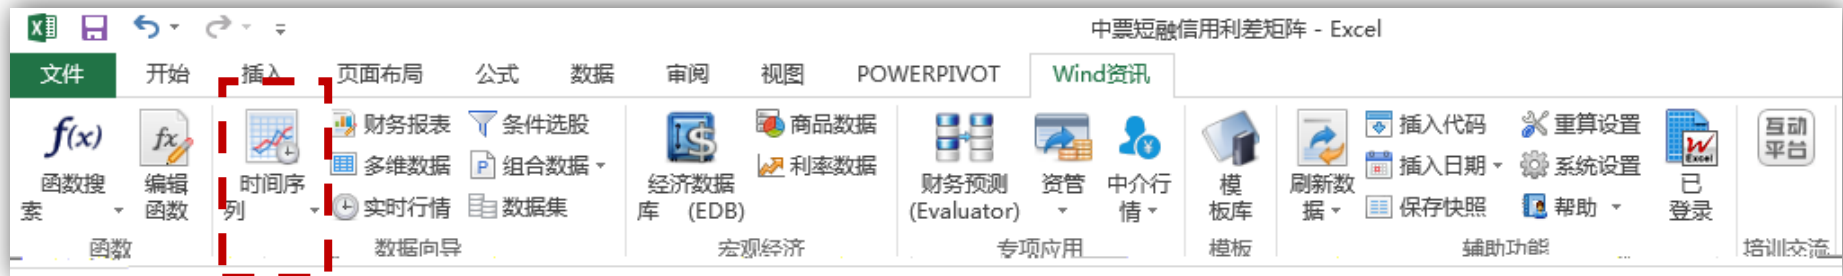 中票短融信用利差矩阵 - Excel
文件 开始 插入 页面布局 公式 数据 审阅 视图 POWERPIVOT Wind资讯
f(x) fx 财务报表 条件选股 商品数据 插入代码 重算设置 互动
平台
多维数据 P 组合数据 利率数据 插入日期 系统设置 W
Excel
函数搜
索 编辑
函数 时间序
列 实时行情 数据集 经济数据
库 (EDB) 财务预测
(Evaluator) 资管 中介行
情 模
板库 刷新数
据 保存快照 帮助 已
登录
函数 数据向导 宏观经济 专项应用 模板 辅助功能 培训交流